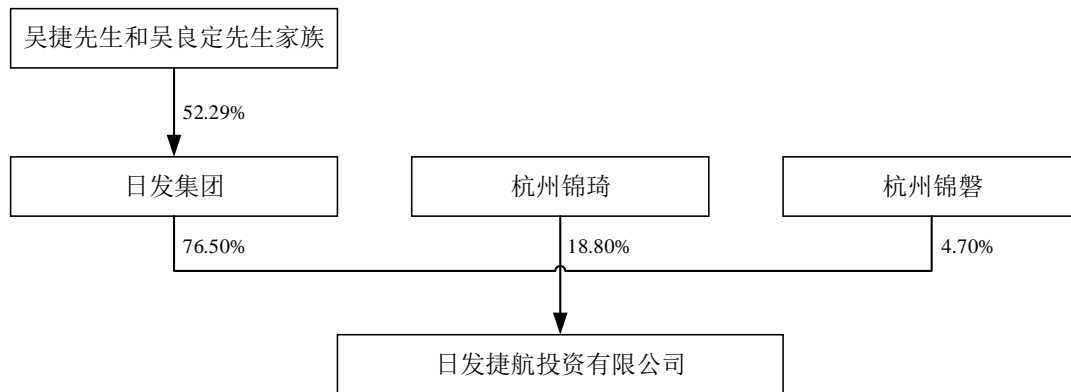 吴捷先生和吴良定先生家族
52.29%
日发集团
杭州锦琦
杭州锦磐
76.50%
18.80%
4.70%
日发捷航投资有限公司